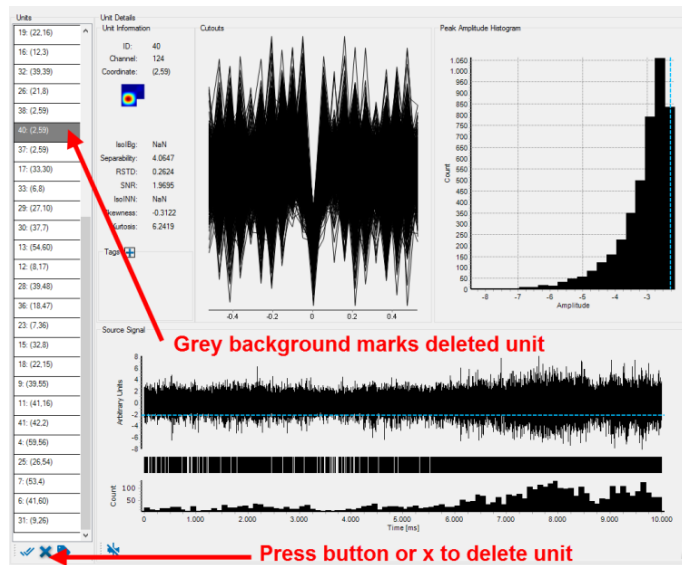 Units
19: (22,16)
16: (12,3)
32: (39,39)
26: (21,8)
38: (2,59)
40: (2,59)
37: (2,59)
17: (33,30)
33: (6,8)
29: (27,10)
30: (37,7)
13: (54,60)
12: (8,17)
28: (39,48)
36: (18,47)
23: (7,36)
15: (32,8)
18: (22,15)
9: (39,55)
11: (41,16)
41: (42,2)
4: (59,56)
25: (26,54)
7: (53,4)
6: (41,60)
31: (9,26)
Unit Details
Unit Information
ID: 40
Channel: 124
Coordinate: (2,59)
IsoIBg: NaN
Separability: 4.0647
RSTD: 0.2624
SNR: 1.9695
IsoINN: NaN
Skewness: -0.3122
Kurtosis: 6.2419
Tags
Cutouts
-0.4 -0.2 0 0.2 0.4
Peak Amplitude Histogram
1.060
1.000
950
900
850
800
750
700
650
600
550
500
450
400
350
300
250
200
150
100
50
0
Count
-8 -7 -6 -5 -4 -3
Amplitude
Grey background marks deleted unit
Source Signal
8
6
4
2
0
-2
-4
-6
-8
Arbitrary Units
100
50
Count
0 1.000 2.000 3.000 4.000 5.000 6.000 7.000 8.000 9.000 10.000
Time [ms]
Press button or x to delete unit